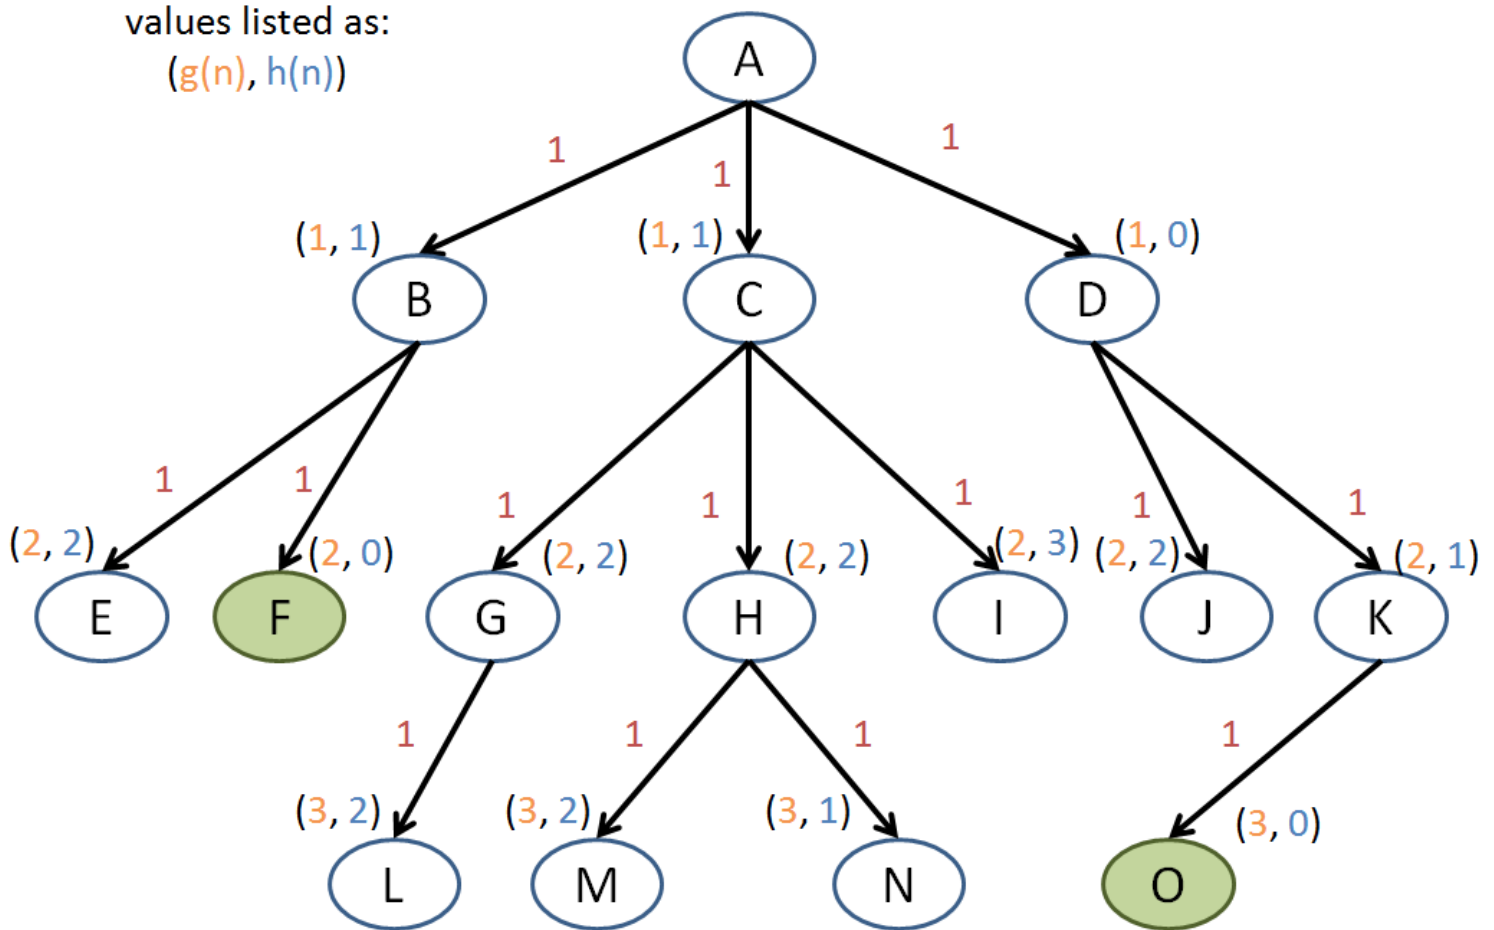 values listed as:
(g(n), h(n))
A
1
1
1
(1, 1)
(1, 1)
(1, 0)
B
C
D
1
1
1
1
1
1
1
(2, 2)
(2, 0)
(2, 2)
(2, 2)
(2, 3)
(2, 2)
(2, 1)
E
F
G
H
I
J
K
1
1
1
1
(3, 2)
(3, 2)
(3, 1)
(3, 0)
L
M
N
O